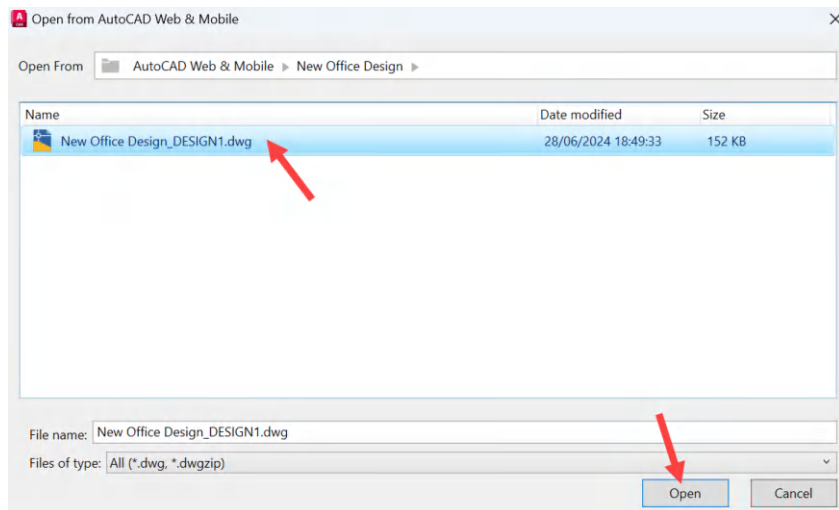 Open from AutoCAD Web & Mobile
Open From AutoCAD Web & Mobile New Office Design
Name Date modified Size
New Office Design_DESIGN1.dwg 28/06/2024 18:49:33 152 KB
File name: New Office Design_DESIGN1.dwg
Files of type: All (*.dwg, *.dwgzip)
Open Cancel